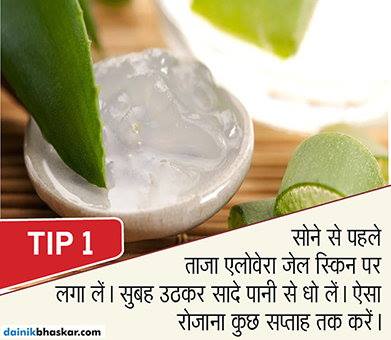 TIP 1
सोने से पहले
ताजा एलोवेरा जेल स्किन पर
लगा लें। सुबह उठकर सादे पानी से धो लें। ऐसा
रोजाना कुछ सप्ताह तक करें।
dainikbhaskar.com